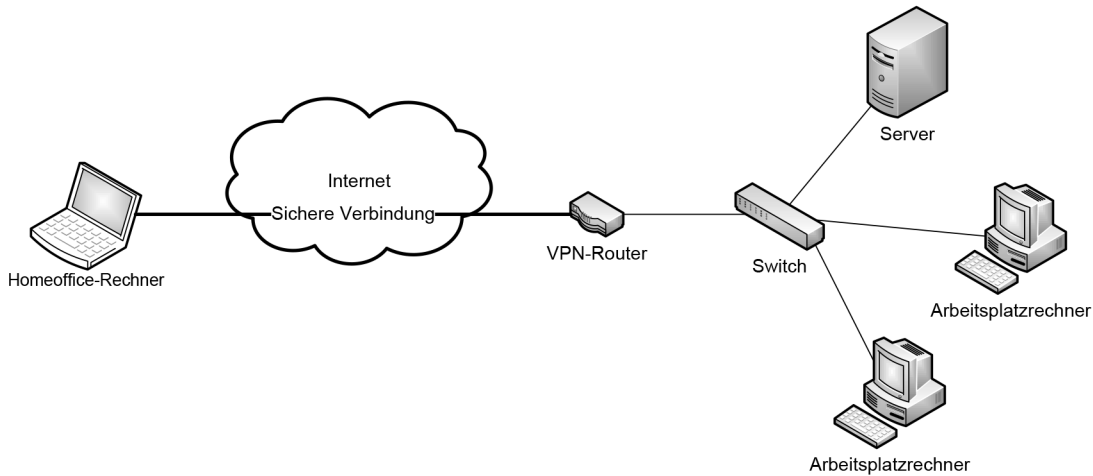 Server
Internet
Sichere Verbindung
VPN-Router
Switch
Homeoffice-Rechner
Arbeitsplatzrechner
Arbeitsplatzrechner